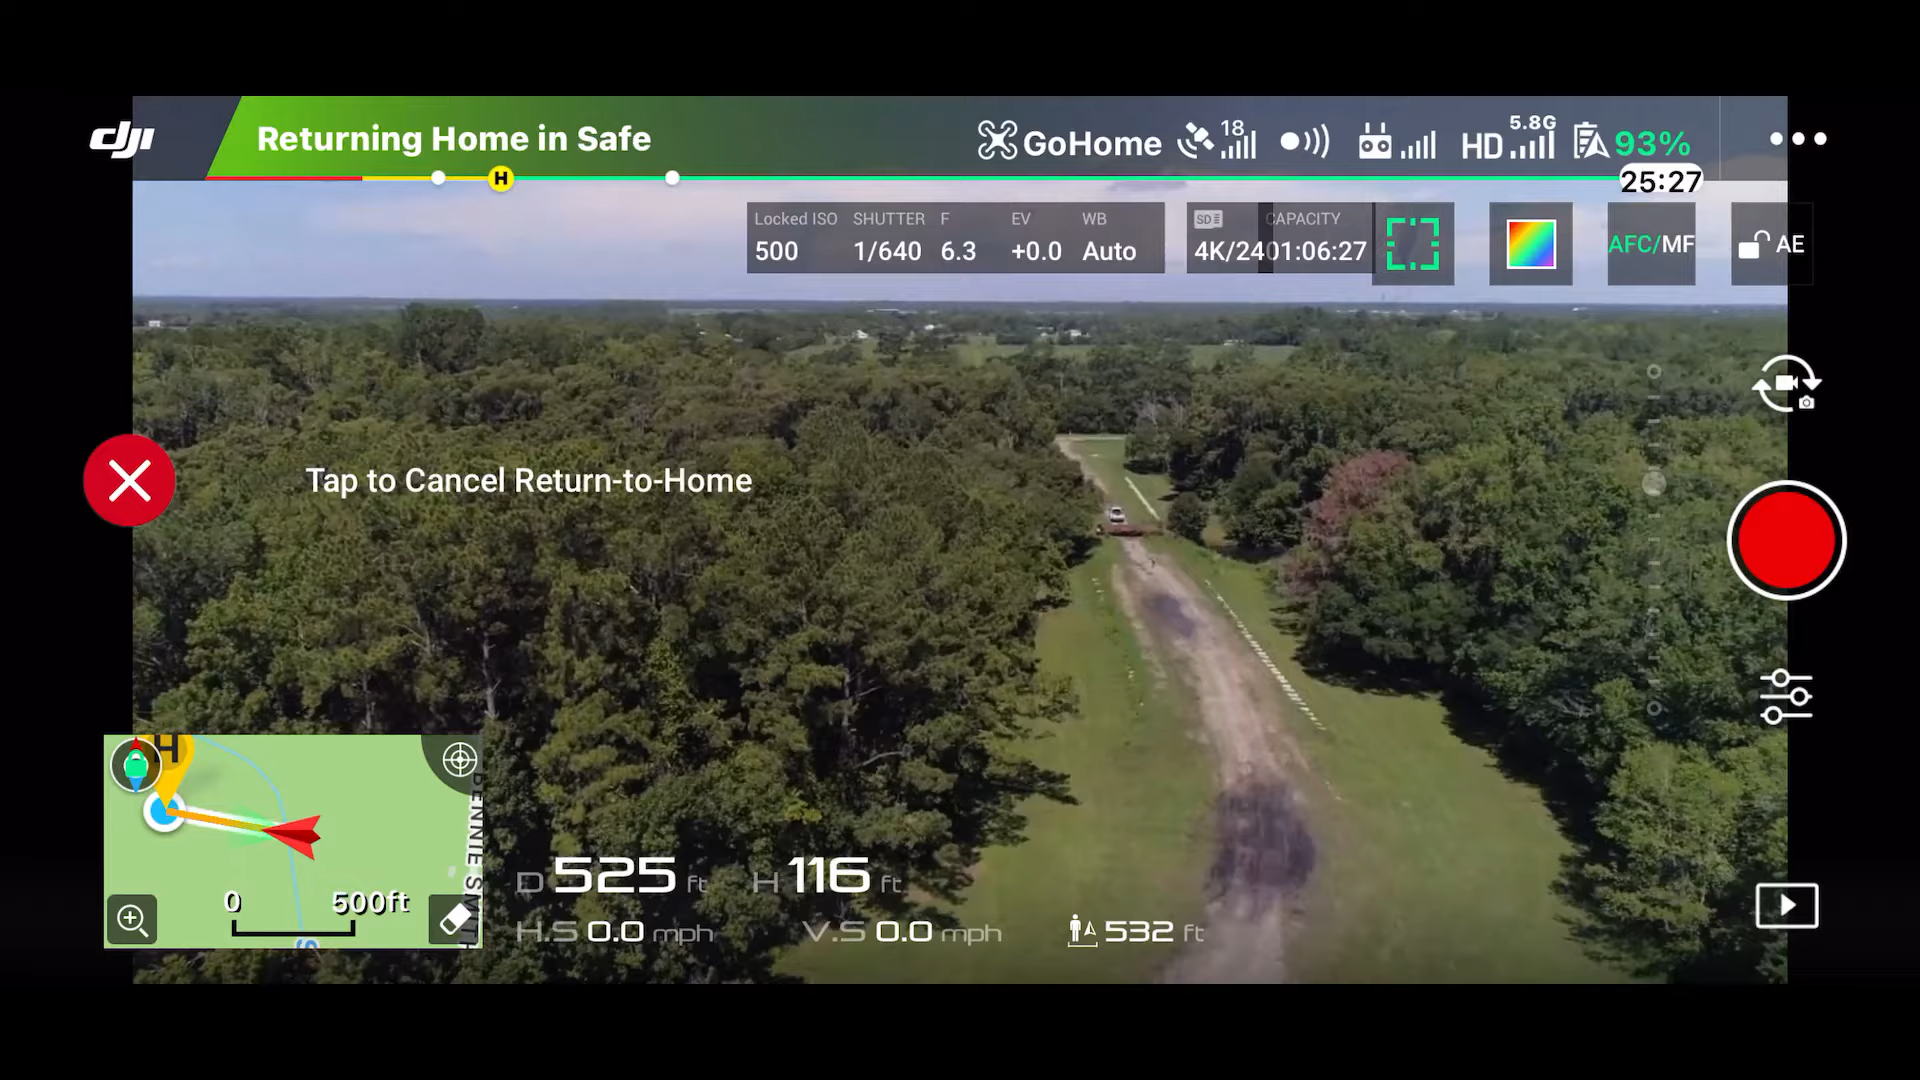 dji
Returning Home in Safe
GoHome
18
HD
5.8G
93%
25:27
H
Locked ISO SHUTTER F EV WB
500 1/640 6.3 +0.0 Auto
SD CAPACITY
4K/24 01:06:27
AFC/MF
AE
Tap to Cancel Return-to-Home
H
0 500ft
D 525 ft H 116 ft
H.S 0.0 mph V.S 0.0 mph 532 ft